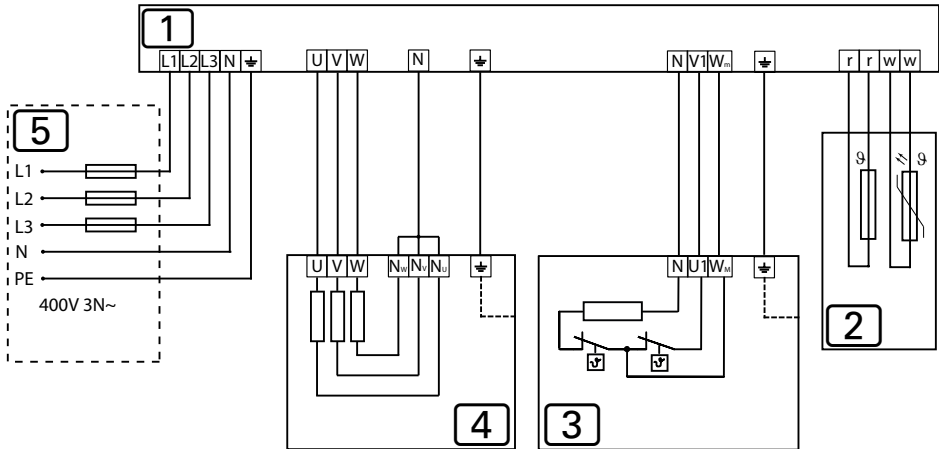 1
L1 L2 L3 N U V W N N V1 Wm r r w w
5
L1
L2
L3
N
PE
400V 3N~
U V W NW NV NU
N U1 WM
ϑ ϑ
ϑ ϑ
2
4
3